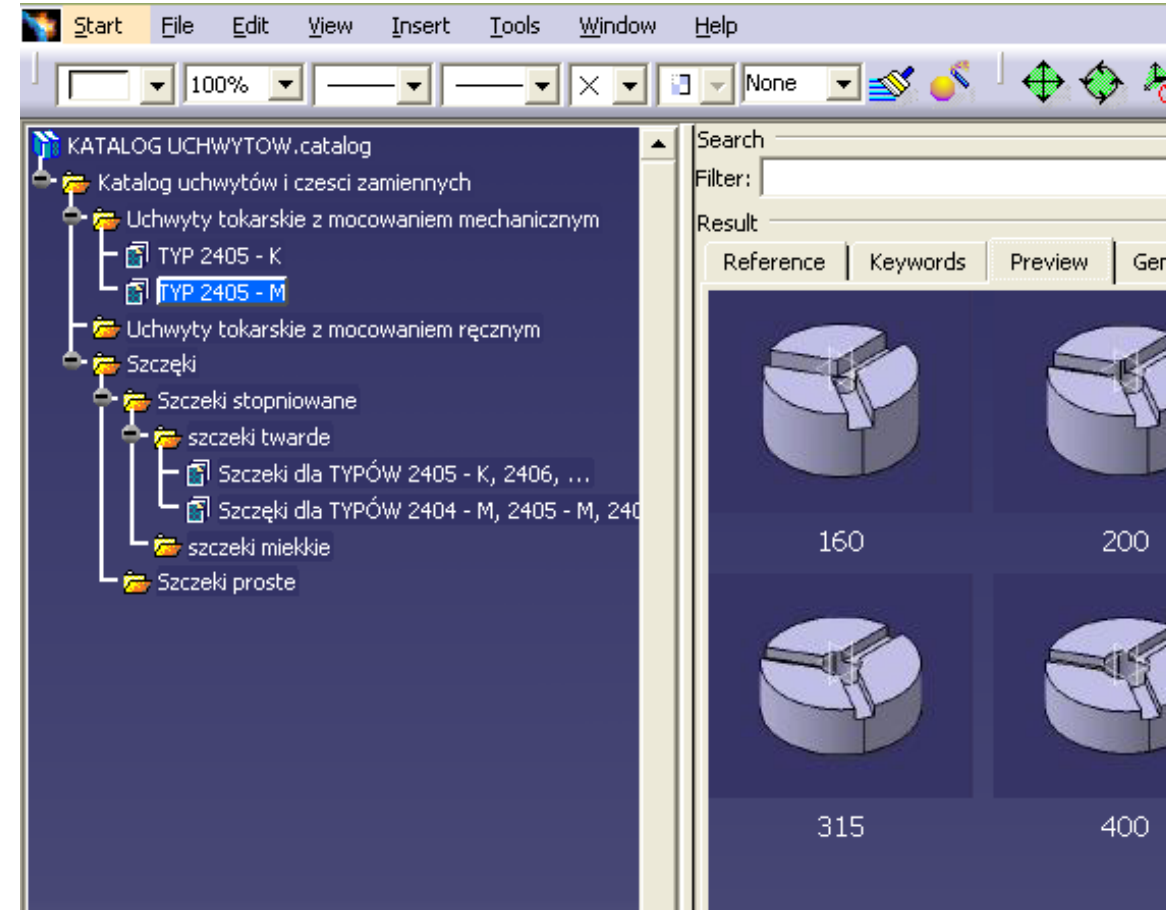 Start File Edit View Insert Tools Window Help
100% None
KATALOG UCHWYTOW.catalog
Katalog uchwytów i czesci zamiennych
Uchwyty tokarskie z mocowaniem mechanicznym
TYP 2405 - K
TYP 2405 - M
Uchwyty tokarskie z mocowaniem ręcznym
Szczęki
Szczeki stopniowane
szczeki twarde
Szczeki dla TYPÓW 2405 - K, 2406, ...
Szczęki dla TYPÓW 2404 - M, 2405 - M, 240
szczeki miekkie
Szczeki proste
Search
Filter:
Result
Reference Keywords Preview Ger
160 200
315 400